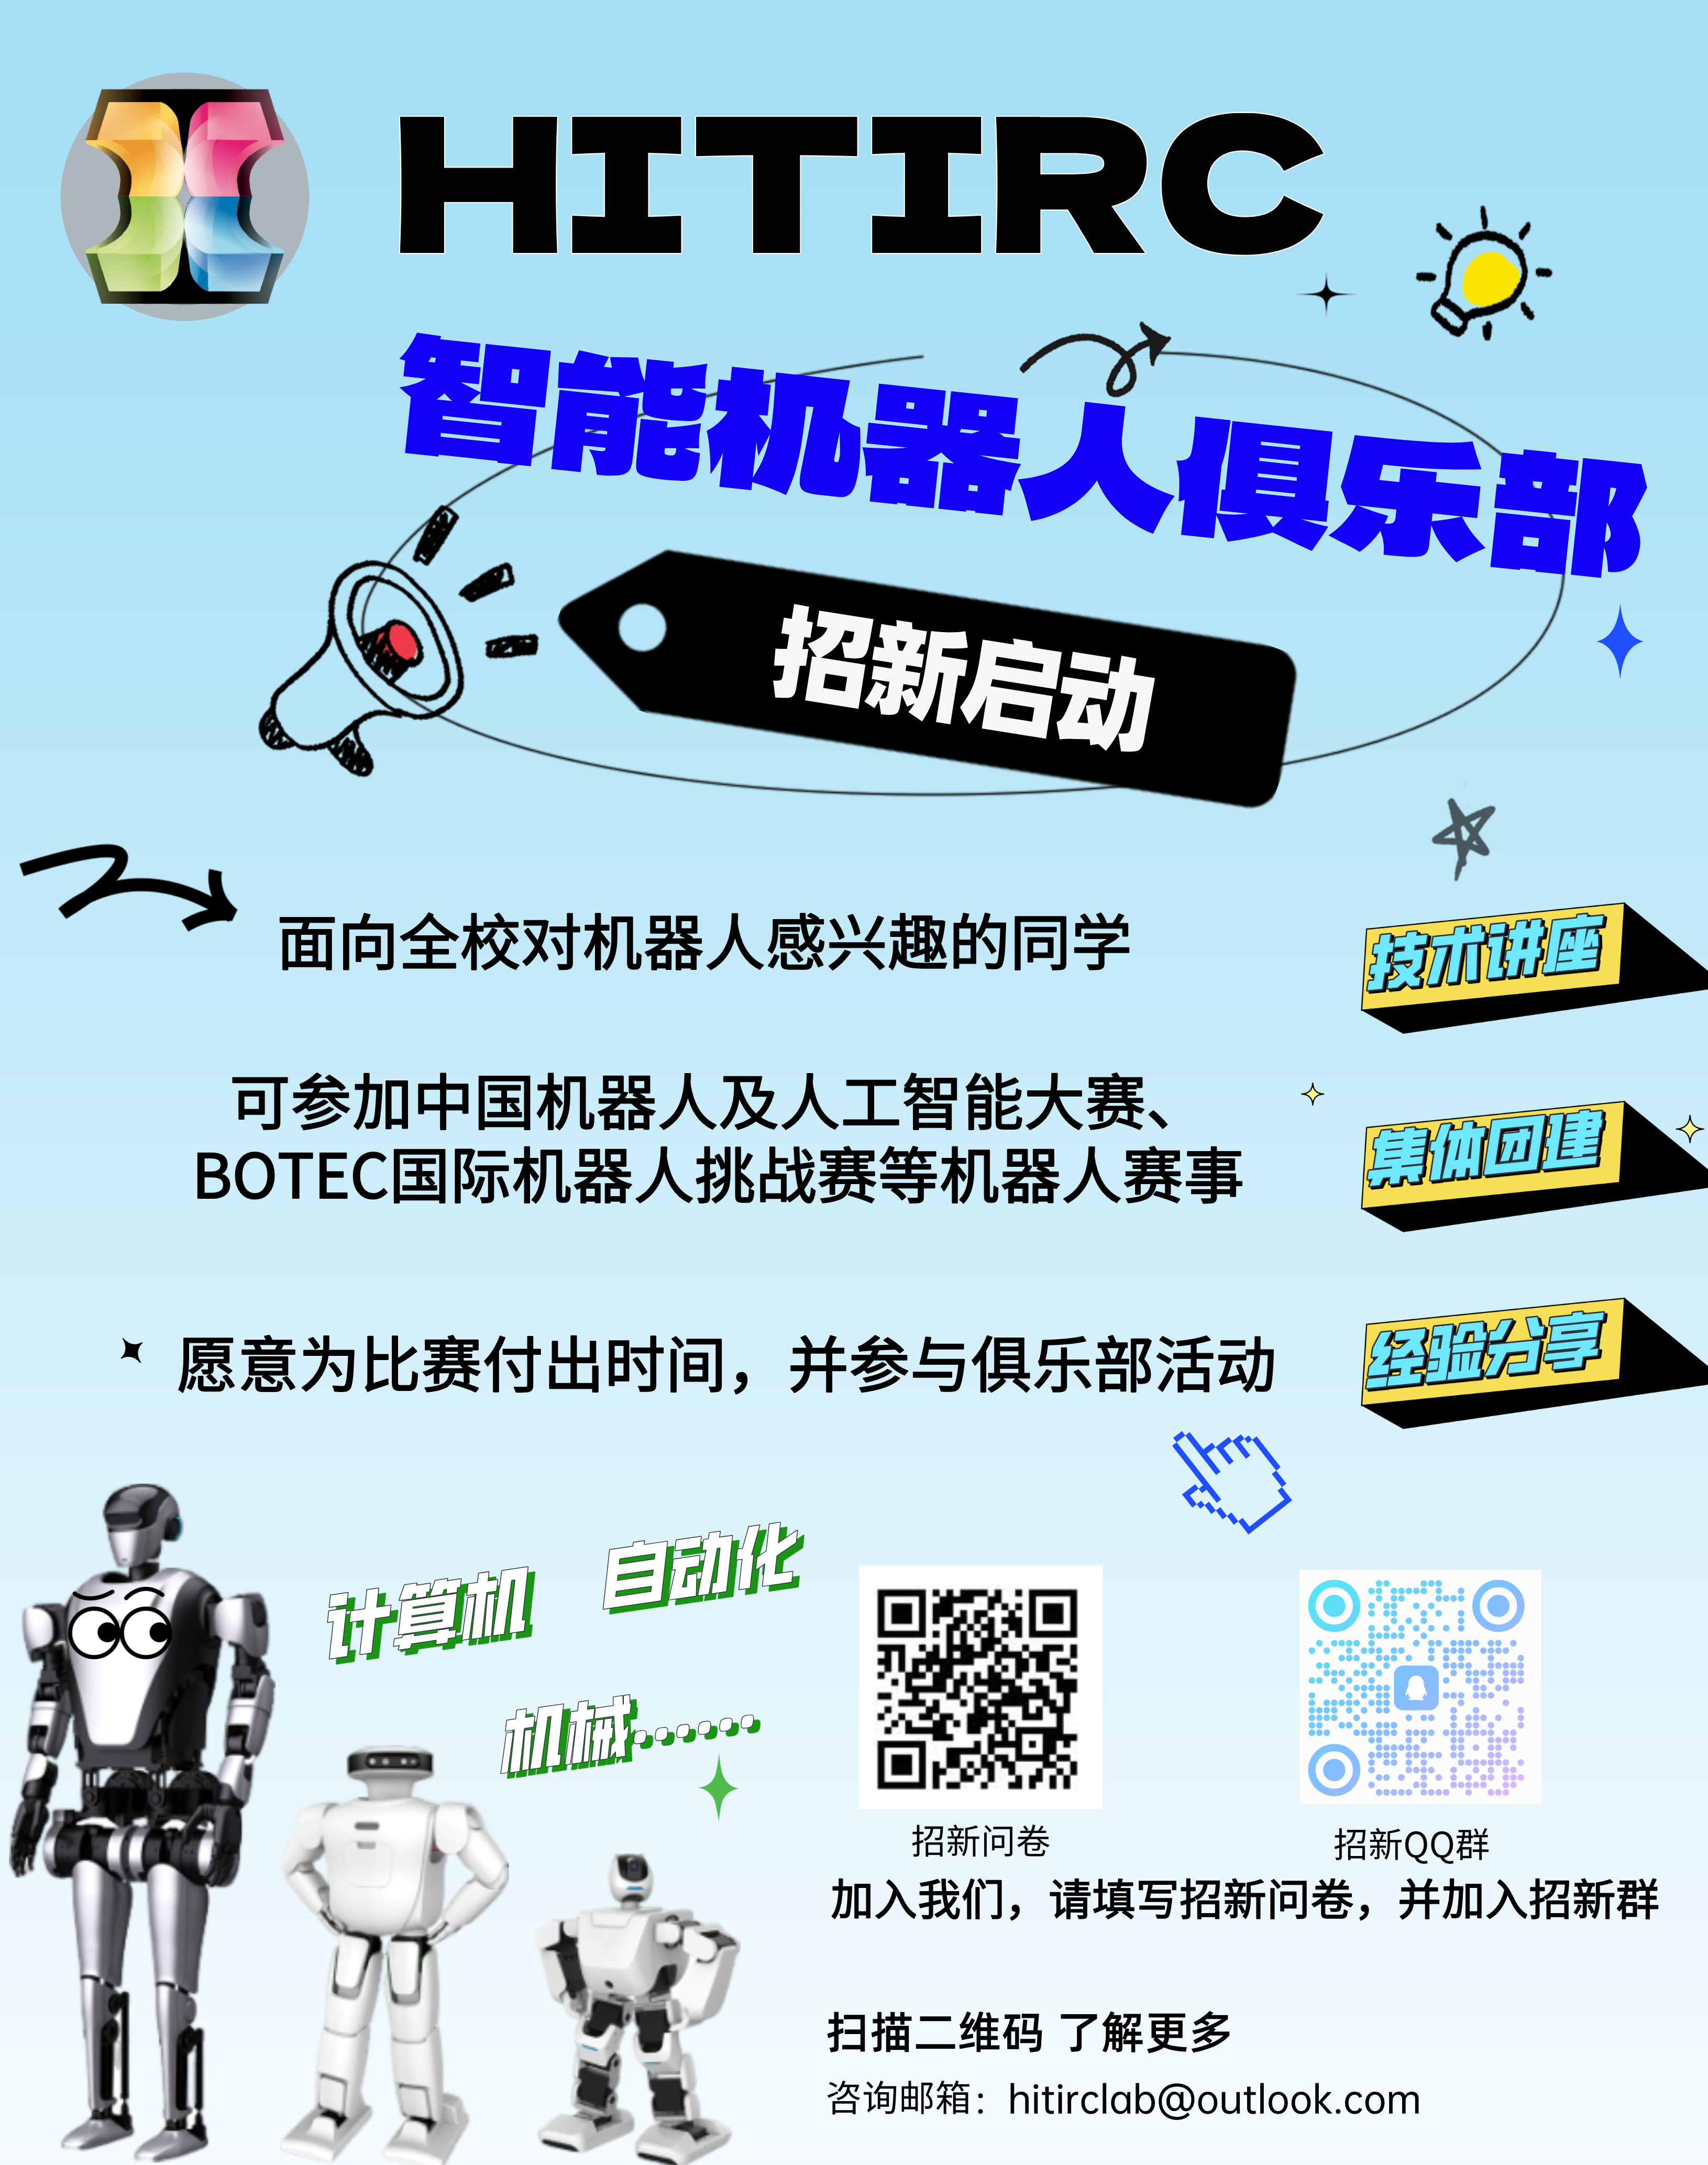 HITIRC
智能机器人俱乐部
招新启动
面向全校对机器人感兴趣的同学
技术讲座
可参加中国机器人及人工智能大赛、
BOTEC国际机器人挑战赛等机器人赛事
集体团建
愿意为比赛付出时间，并参与俱乐部活动
经验分享
计算机
自动化
机械……
招新问卷
招新QQ群
加入我们，请填写招新问卷，并加入招新群
扫描二维码 了解更多
咨询邮箱：hitirclab@outlook.com